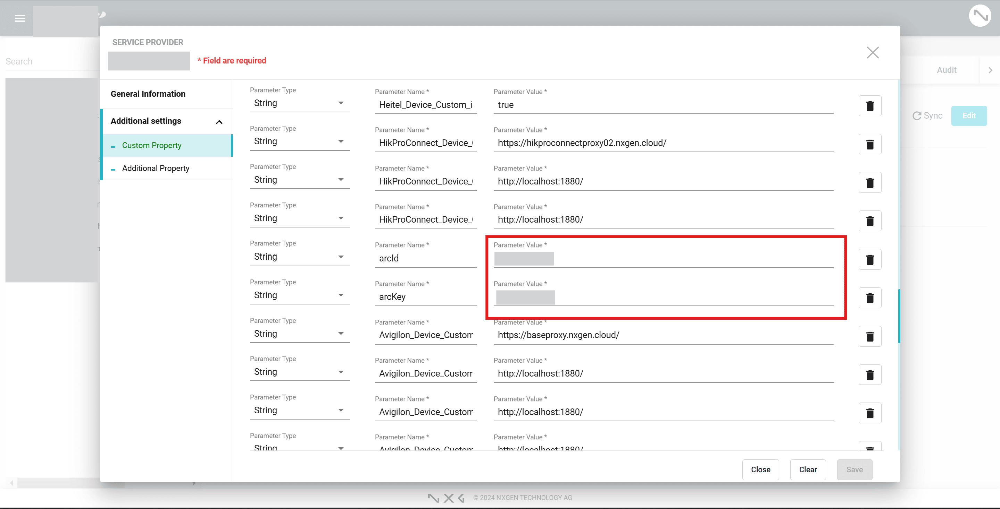 SERVICE PROVIDER
* Field are required
Search
Audit
Sync
Edit
General Information
Additional settings
Custom Property
Additional Property
Parameter Type
Parameter Name *
Parameter Value *
String
Heitel_Device_Custom_i
true
Parameter Type
Parameter Name *
Parameter Value *
String
HikProConnect_Device_
https://hikproconnectproxy02.nxgen.cloud/
Parameter Type
Parameter Name *
Parameter Value *
String
HikProConnect_Device_
http://localhost:1880/
Parameter Type
Parameter Name *
Parameter Value *
String
HikProConnect_Device_
http://localhost:1880/
Parameter Type
Parameter Name *
Parameter Value *
String
arcId
Parameter Type
Parameter Name *
Parameter Value *
String
arcKey
Parameter Type
Parameter Name *
Parameter Value *
String
Avigilon_Device_Custom
https://baseproxy.nxgen.cloud/
Parameter Type
Parameter Name *
Parameter Value *
String
Avigilon_Device_Custom
http://localhost:1880/
Parameter Type
Parameter Name *
Parameter Value *
String
Avigilon_Device_Custom
http://localhost:1880/
Parameter Type
Parameter Name *
Parameter Value *
String
Avigilon_Device_Custom
http://localhost:1880/
Close
Clear
Save
NXG
© 2024 NXGEN TECHNOLOGY AG